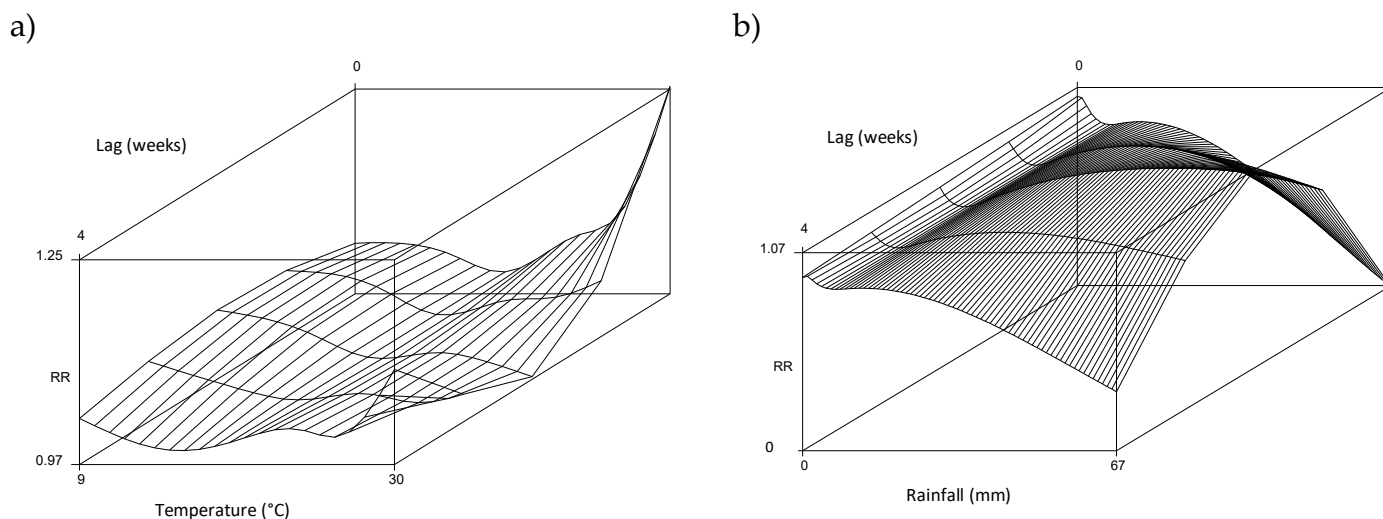 a)
0
Lag (weeks)
4
1.25
RR
0.97
9
30
Temperature (°C)
b)
0
Lag (weeks)
4
1.07
RR
0
0
67
Rainfall (mm)